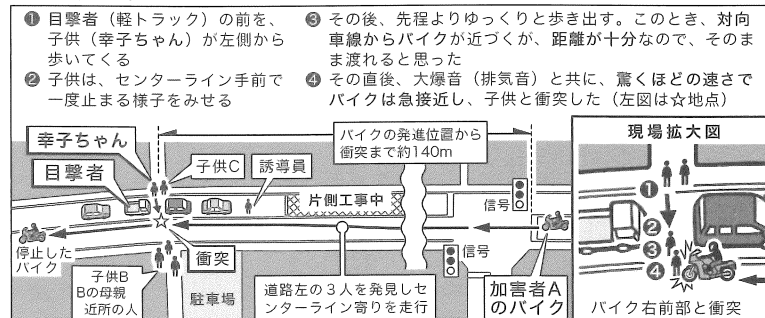 ❶ 目撃者（軽トラック）の前を、
子供（幸子ちゃん）が左側から
歩いてくる
❷ 子供は、センターライン手前で
一度止まる様子をみせる
❸ その後、先程よりゆっくりと歩き出す。このとき、対向
車線からバイクが近づくが、距離が十分なので、そのま
ま渡れると思った
❹ その直後、大爆音（排気音）と共に、驚くほどの速さで
バイクは急接近し、子供と衝突した（左図は☆地点）
バイクの発進位置から
衝突まで約140m
幸子ちゃん
目撃者
子供C
誘導員
片側工事中
信号
停止した
バイク
衝突
信号
子供B
Bの母親
近所の人
駐車場
道路左の3人を発見しセ
ンターライン寄りを走行
加害者A
のバイク
現場拡大図
❶
❷
❸
❹
バイク右前部と衝突